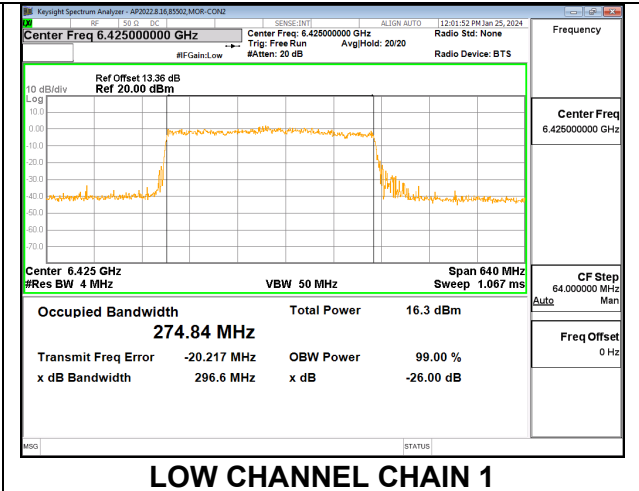 Keysight Spectrum Analyzer - AP2022.8.16,85502,MOR-CON2
RF 50 Ω DC SENSE:INT ALIGN AUTO 12:01:52 PM Jan 25, 2024
Center Freq 6.425000000 GHz Center Freq: 6.425000000 GHz Radio Std: None Frequency
Trig: Free Run Avg|Hold: 20/20
#IFGain:Low #Atten: 20 dB Radio Device: BTS
Ref Offset 13.36 dB
10 dB/div Ref 20.00 dBm
Log
10.0
0.00
-10.0
-20.0
-30.0
-40.0
-50.0
-60.0
-70.0
Center Freq
6.425000000 GHz
Center 6.425 GHz Span 640 MHz
#Res BW 4 MHz VBW 50 MHz Sweep 1.067 ms
CF Step
64.000000 MHz
Auto Man
Occupied Bandwidth Total Power 16.3 dBm
274.84 MHz
Freq Offset
0 Hz
Transmit Freq Error -20.217 MHz OBW Power 99.00 %
x dB Bandwidth 296.6 MHz x dB -26.00 dB
MSG STATUS
LOW CHANNEL CHAIN 1